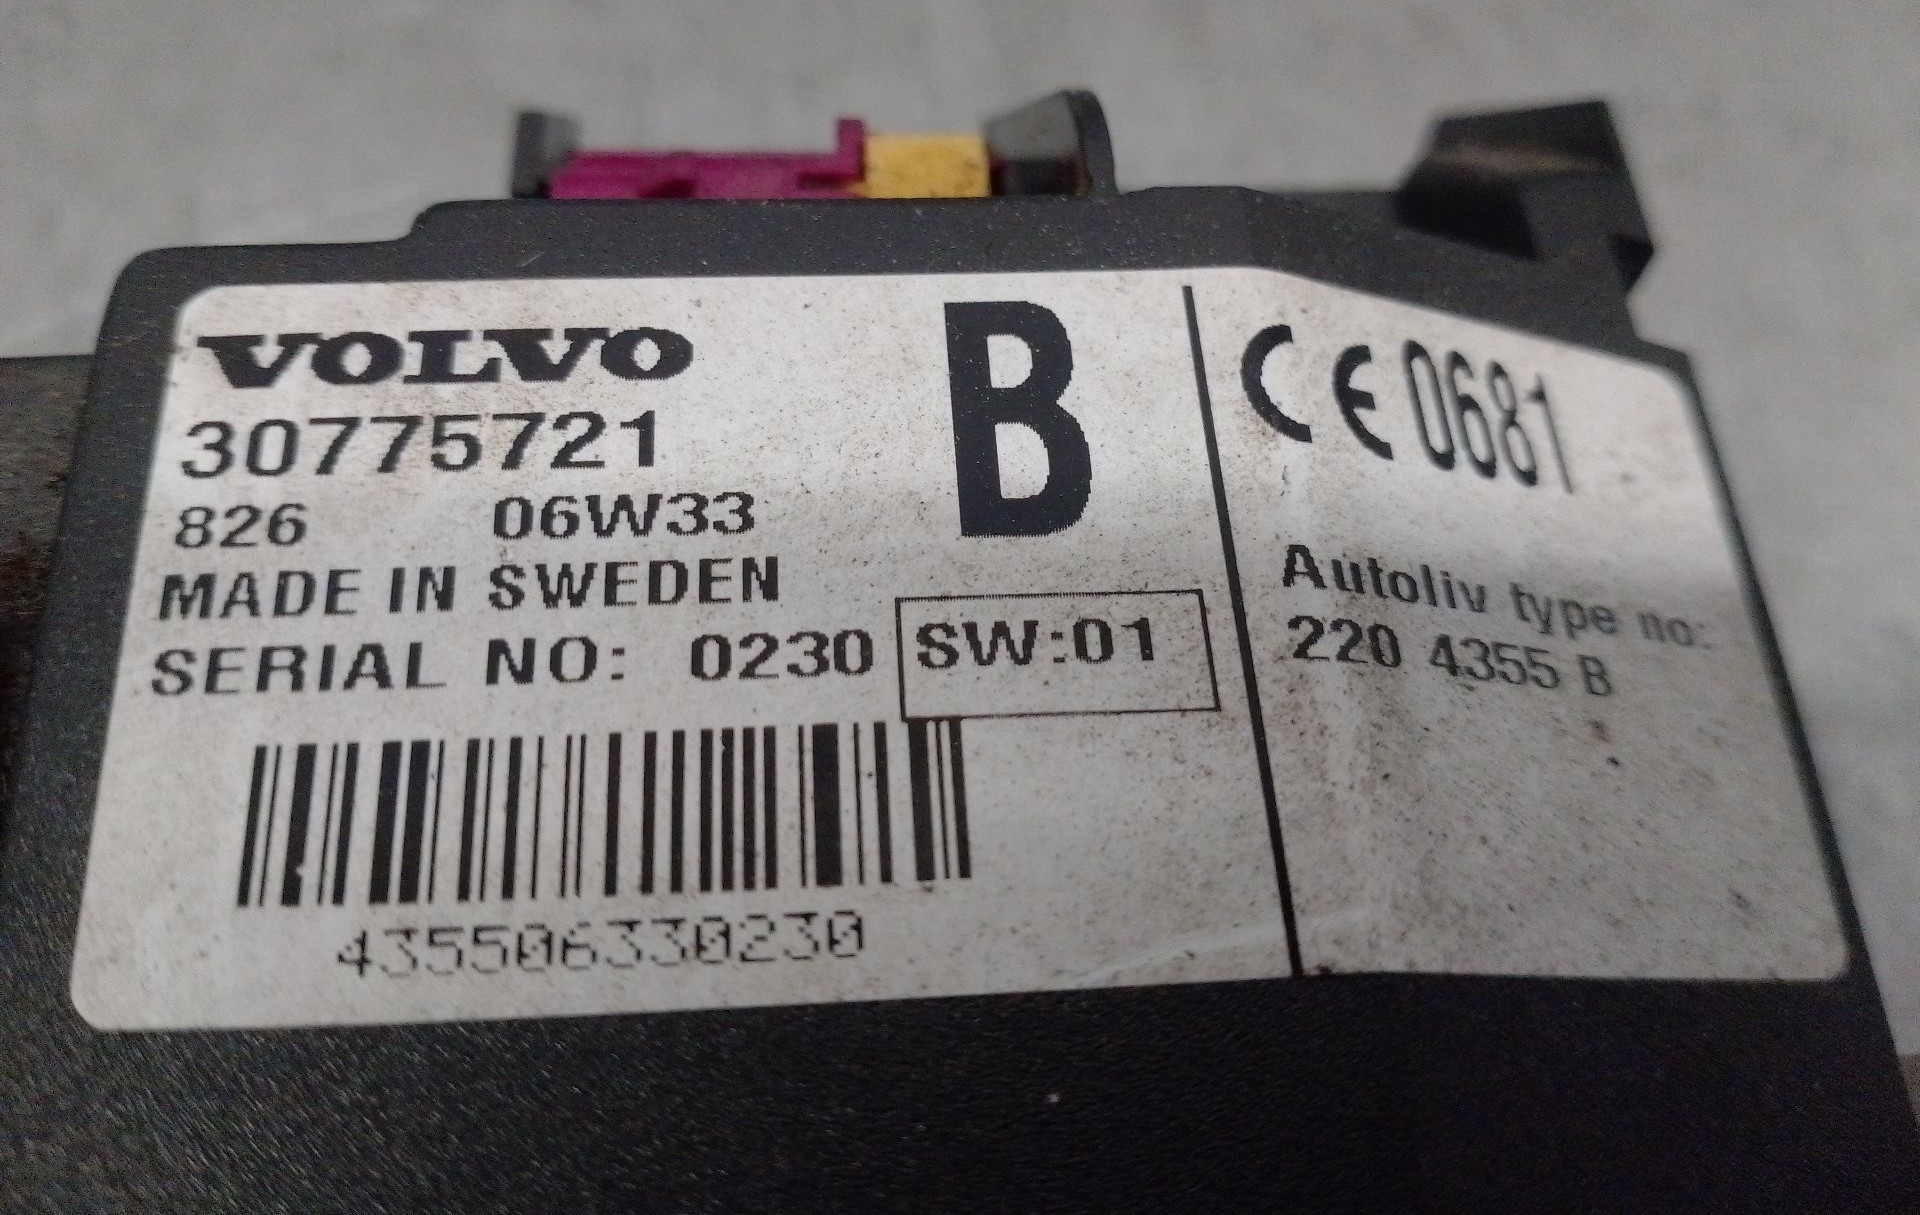 VOLVO
30775721
826 06W33
MADE IN SWEDEN
SERIAL NO: 0230
SW:01
435506330230
B
CE 0681
Autoliv type no:
220 4355 B